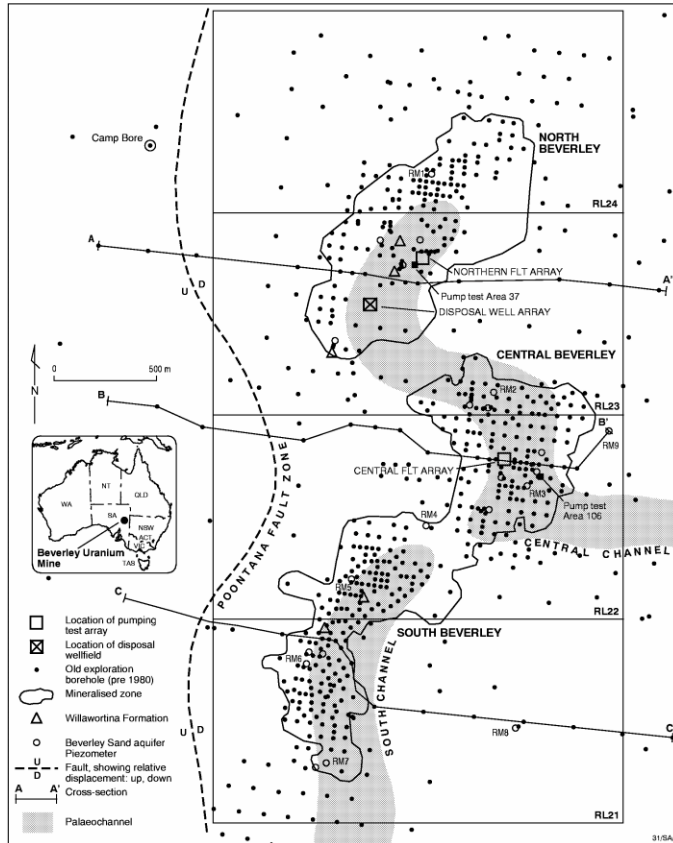 Camp Bore
NORTH
BEVERLEY
RM1
RL24
A
A'
NORTHERN FLT ARRAY
Pump test Area 37
DISPOSAL WELL ARRAY
U
D
0
500 m
N
CENTRAL BEVERLEY
RM2
RL23
B
B'
RM9
CENTRAL FLT ARRAY
RM3
Pump test
Area 106
RM4
CENTRAL CHANNEL
POONTANA FAULT ZONE
WA
NT
QLD
SA
NSW
ACT
VIC
TAS
Beverley Uranium
Mine
C
RM5
RL22
SOUTH BEVERLEY
RM6
SOUTH CHANNEL
U
D
RM8
C
RM7
RL21
Location of pumping
test array
Location of disposal
wellfield
Old exploration
borehole (pre 1980)
Mineralised zone
Willawortina Formation
Beverley Sand aquifer
Piezometer
U
D
Fault, showing relative
displacement: up, down
A
A'
Cross-section
Palaeochannel